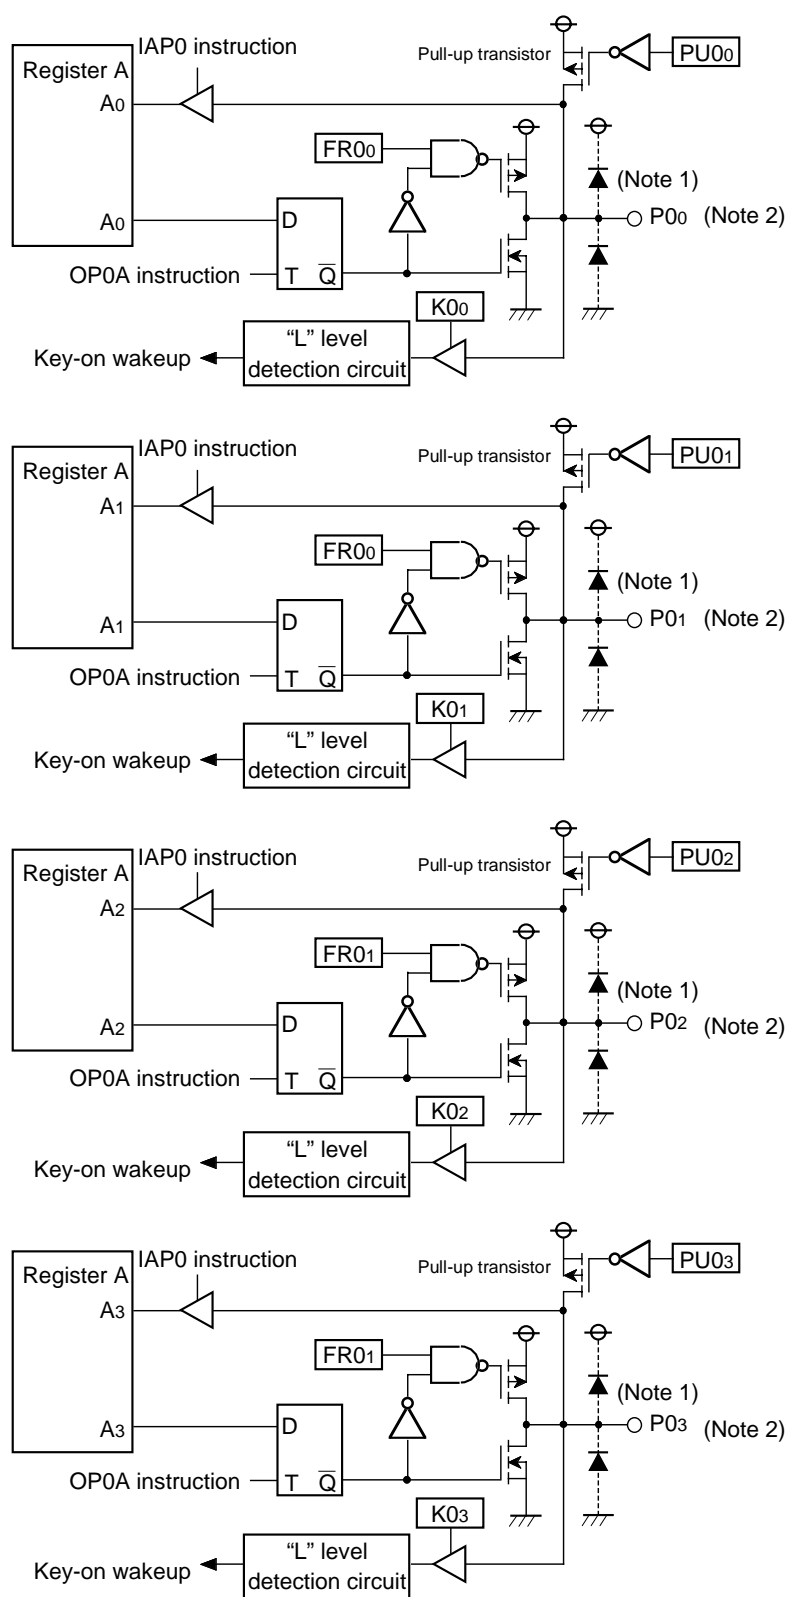 IAP0 instruction
Register A
Pull-up transistor
PU00
A0
FR00
(Note 1)
A0
D
P00 (Note 2)
OP0A instruction
T Q̅
K00
Key-on wakeup
“L” level
detection circuit
IAP0 instruction
Register A
Pull-up transistor
PU01
A1
FR00
(Note 1)
A1
D
P01 (Note 2)
OP0A instruction
T Q̅
K01
Key-on wakeup
“L” level
detection circuit
IAP0 instruction
Register A
Pull-up transistor
PU02
A2
FR01
(Note 1)
A2
D
P02 (Note 2)
OP0A instruction
T Q̅
K02
Key-on wakeup
“L” level
detection circuit
IAP0 instruction
Register A
Pull-up transistor
PU03
A3
FR01
(Note 1)
A3
D
P03 (Note 2)
OP0A instruction
T Q̅
K03
Key-on wakeup
“L” level
detection circuit